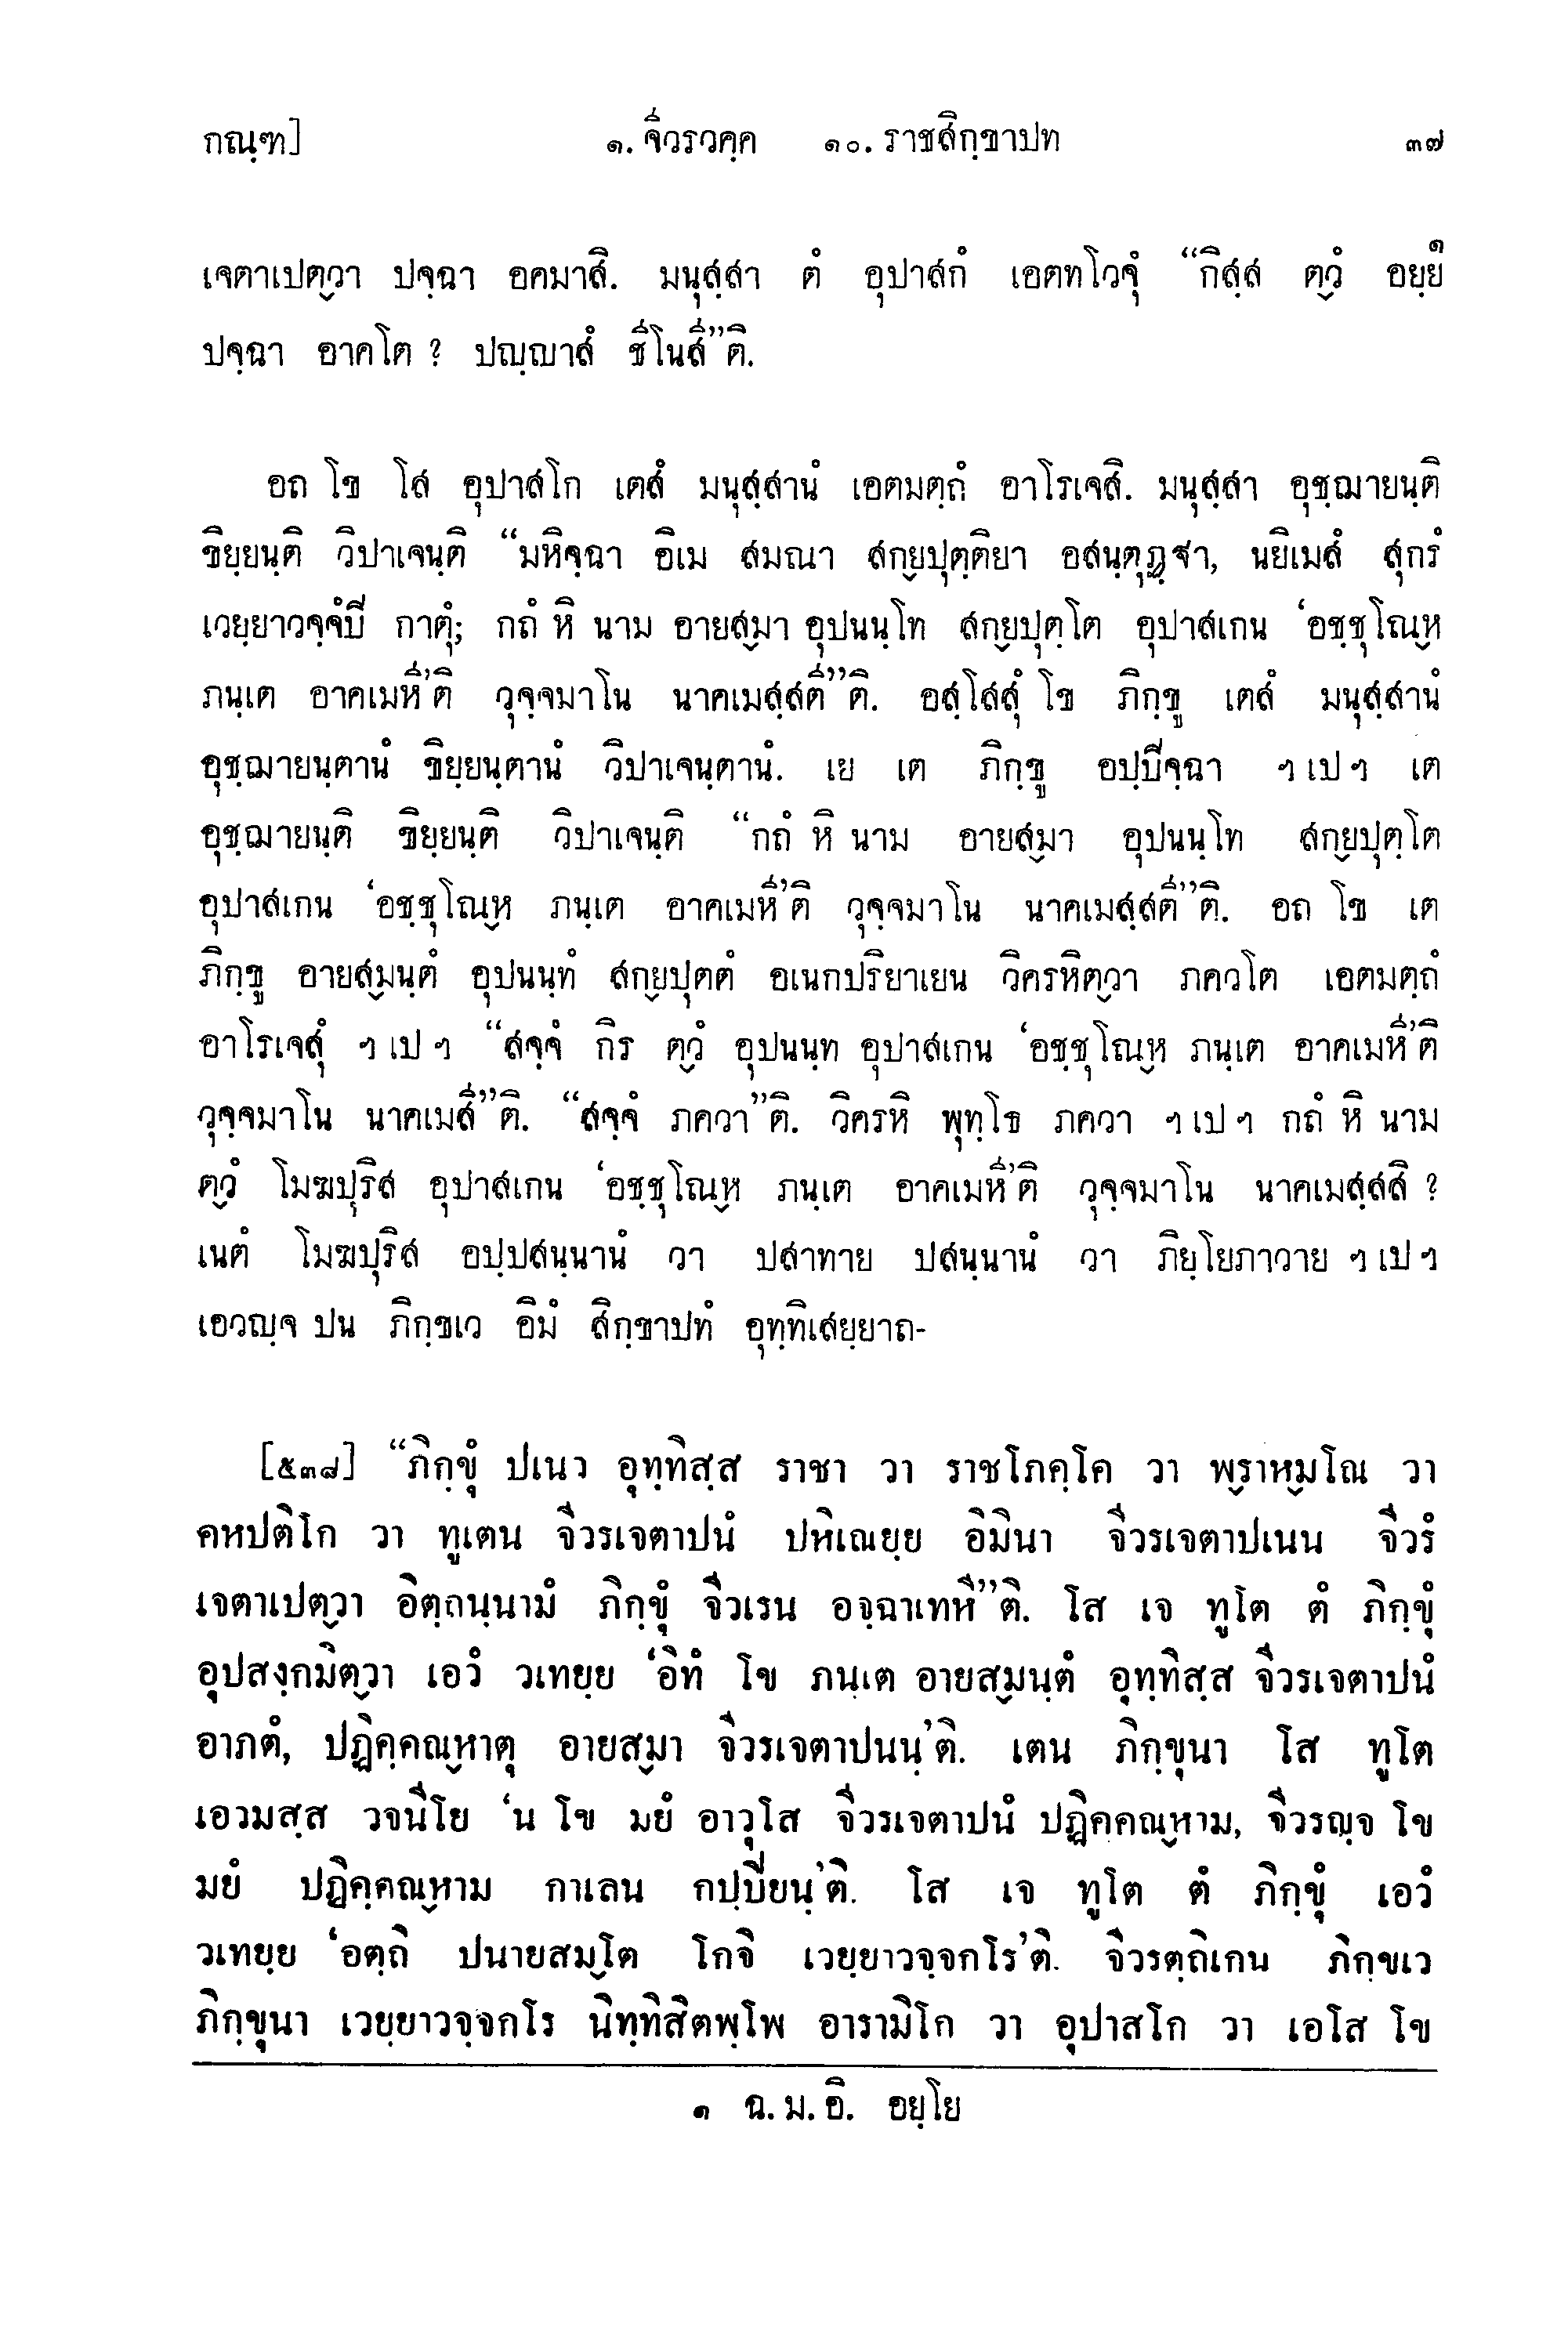 กณฺฑ] ๑. จีวรวคฺค ๑๐. ราชสิกฺขาปท ๓๗
เจตาเปตฺวา ปจฺฉา อคมาสิ. มนุสฺสา ตํ อุปาสกํ เอตทโวจุํ “กิสฺส ตฺวํ อยฺยํ๑
ปจฺฉา อาคโต ? ปญฺญาสํ ชีโนสี”ติ.
อถ โข โส อุปาสโก เตสํ มนุสฺสานํ เอตมตฺถํ อาโรเจสิ. มนุสฺสา อุชฺฌายนฺติ
ขิยฺยนฺติ วิปาเจนฺติ “มหิจฺฉา อิเม สมณา สกฺยปุตฺติยา อสนฺตุฏฺฐา, นยิเมสํ สุกรํ
เวยฺยาวจฺจํปิ กาตุํ; กถํ หิ นาม อายสฺมา อุปนนฺโท สกฺยปุตฺโต อุปาสเกน ‘อชฺชุโณฺห
ภนฺเต อาคเมหี’ติ วุจฺจมาโน นาคเมสฺสตี”ติ. อสฺโสสุํ โข ภิกฺขู เตสํ มนุสฺสานํ
อุชฺฌายนฺตานํ ขิยฺยนฺตานํ วิปาเจนฺตานํ. เย เต ภิกฺขู อปฺปิจฺฉา ฯ เป ฯ เต
อุชฺฌายนฺติ ขิยฺยนฺติ วิปาเจนฺติ “กถํ หิ นาม อายสฺมา อุปนนฺโท สกฺยปุตฺโต
อุปาสเกน ‘อชฺชุโณฺห ภนฺเต อาคเมหี’ติ วุจฺจมาโน นาคเมสฺสตี”ติ. อถ โข เต
ภิกฺขู อายสฺมนฺตํ อุปนนฺทํ สกฺยปุตตํ อเนกปริยาเยน วิครหิตฺวา ภควโต เอตมตฺถํ
อาโรเจสุํ ฯ เป ฯ “สจฺจํ กิร ตฺวํ อุปนนฺท อุปาสเกน ‘อชฺชุโณฺห ภนฺเต อาคเมหี’ติ
วุจฺจมาโน นาคเมสี”ติ. “สจฺจํ ภควา”ติ. วิครหิ พุทฺโธ ภควา ฯ เป ฯ กถํ หิ นาม
ตฺวํ โมฆปุริส อุปาสเกน ‘อชฺชุโณฺห ภนฺเต อาคเมหี’ติ วุจฺจมาโน นาคเมสฺสสิ ?
เนตํ โมฆปุริส อปฺปสนฺนานํ วา ปสาทาย ปสนฺนานํ วา ภิยฺโยภาวาย ฯ เป ฯ
เอวญฺจ ปน ภิกฺขเว อิมํ สิกฺขาปทํ อุทฺทิเสยฺยาถ-
[๕๓๘] “ภิกฺขุํ ปเนว อุทฺทิสฺส ราชา วา ราชโภคฺโค วา พฺราหฺมโณ วา
คหปติโก วา ทูเตน จีวรเจตาปนํ ปหิเณยฺย อิมินา จีวรเจตาปเนน จีวรํ
เจตาเปตฺวา อิตฺถนฺนามํ ภิกฺขุํ จีวเรน อจฺฉาเทหี”ติ. โส เจ ทูโต ตํ ภิกฺขุํ
อุปสงฺกมิตฺวา เอวํ วเทยฺย ‘อิทํ โข ภนฺเต อายสฺมนฺตํ อุทฺทิสฺส จีวรเจตาปนํ
อาภตํ, ปฏิคฺคณฺหาตุ อายสฺมา จีวรเจตาปนนฺ’ติ. เตน ภิกฺขุนา โส ทูโต
เอวมสฺส วจนีโย ‘น โข มยํ อาวุโส จีวรเจตาปนํ ปฏิคฺคณฺหาม, จีวรญฺจ โข
มยํ ปฏิคฺคณฺหาม กาเลน กปฺปิยนฺ’ติ. โส เจ ทูโต ตํ ภิกฺขุํ เอวํ
วเทยฺย ‘อตฺถิ ปนายสฺมโต โกจิ เวยฺยาวจฺจกโร’ติ. จีวรตฺถิเกน ภิกฺขเว
ภิกฺขุนา เวยฺยาวจฺจกโร นิทฺทิสิตพฺโพ อารามิโก วา อุปาสโก วา เอโส โข
๑ ฉ. ม. อิ. อยฺโย